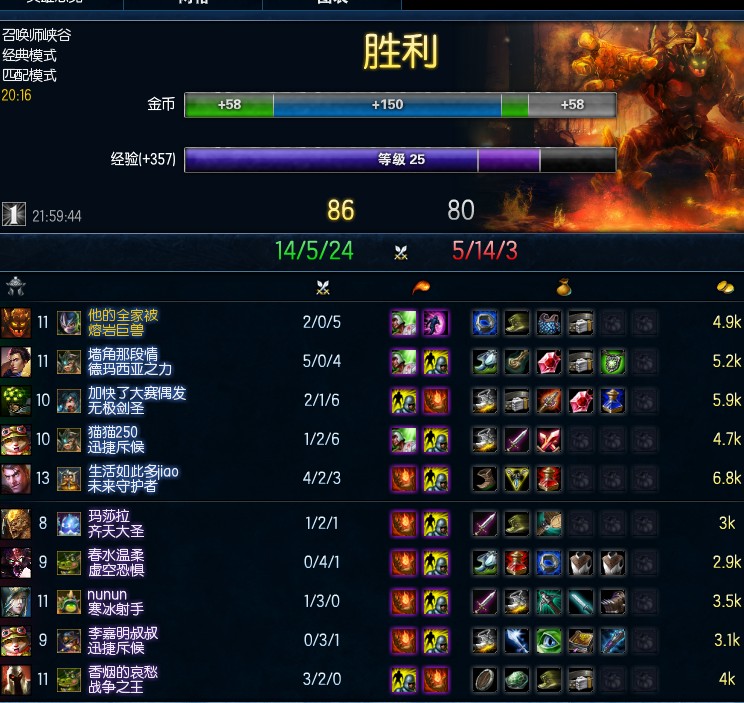 召唤师峡谷
经典模式
匹配模式
20:16
胜利
金币 +58 +150 +58
经验(+357) 等级 25
1 21:59:44
86 80
14/5/24 5/14/3
11 他的全家被 2/0/5 4.9k
熔岩巨兽
11 墙角那段情 5/0/4 5.2k
德玛西亚之力
10 加快了大赛偶发 2/1/6 5.9k
无极剑圣
10 猫猫250 1/2/6 4.7k
迅捷斥候
13 生活如此多jiao 4/2/3 6.8k
未来守护者
8 玛莎拉 1/2/1 3k
齐天大圣
9 春水温柔 0/4/1 2.9k
虚空恐惧
11 nunun 1/3/0 3.5k
寒冰射手
9 李嘉明叔叔 0/3/1 3.1k
迅捷斥候
11 香烟的哀愁 3/2/0 4k
战争之王